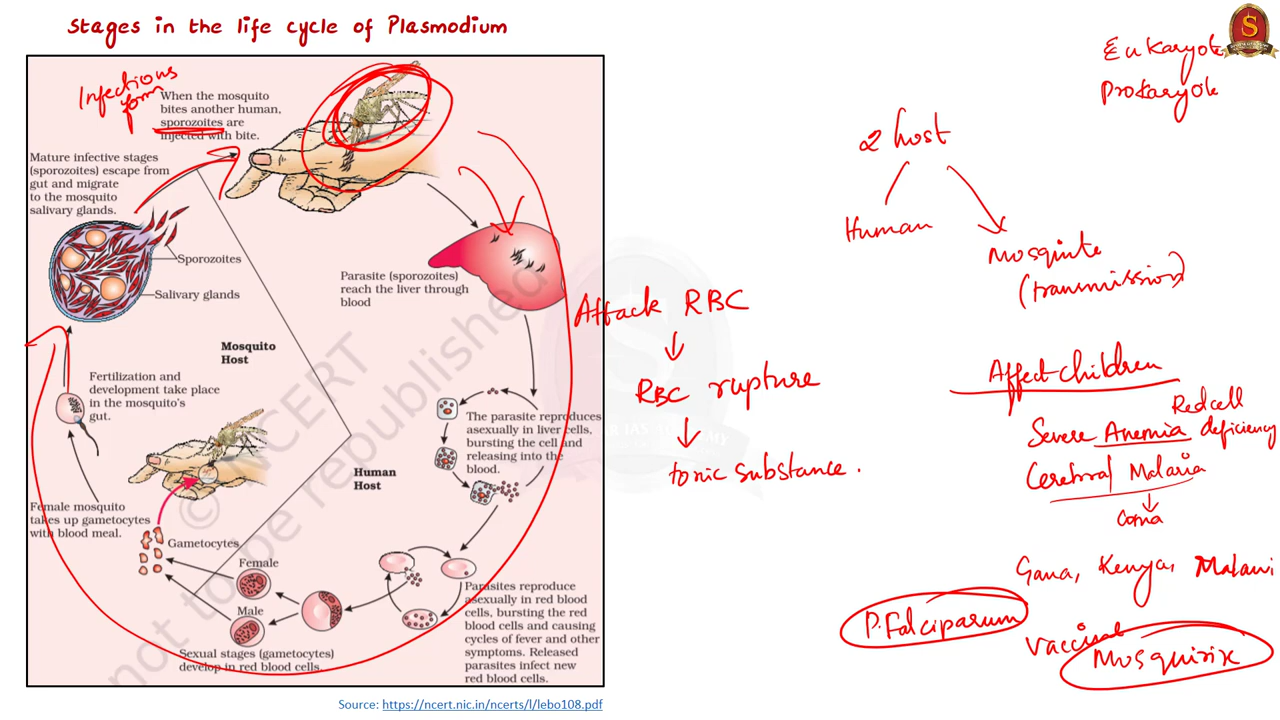 Stages in the life cycle of Plasmodium
Infectious
form
When the mosquito
bites another human,
sporozoites are
injected with bite.
Mature infective stages
(sporozoites) escape from
gut and migrate
to the mosquito
salivary glands.
Sporozoites
Salivary glands
Parasite (sporozoites)
reach the liver through
blood
Mosquito
Host
Fertilization and
development take place
in the mosquito's
gut.
The parasite reproduces
asexually in liver cells,
bursting the cell and
releasing into the
blood.
Human
Host
Female mosquito
takes up gametocytes
with blood meal.
Gametocytes
Female
Male
Sexual stages (gametocytes)
develop in red blood cells.
Parasites reproduce
asexually in red blood
cells, bursting the red
blood cells and causing
cycles of fever and other
symptoms. Released
parasites infect new
red blood cells.
© NCERT
not to be republished
Source: https://ncert.nic.in/ncerts/l/lebo108.pdf
Attack RBC
RBC rupture
toxic substance.
Eukaryote
Prokaryote
2 host
Human
Mosquito
(transmission)
Affect children
Red cell
Severe Anemia deficiency
Cerebral Malaria
Coma
Gana, Kenya, Malawi
P. Falciparum
Mosquirix
S